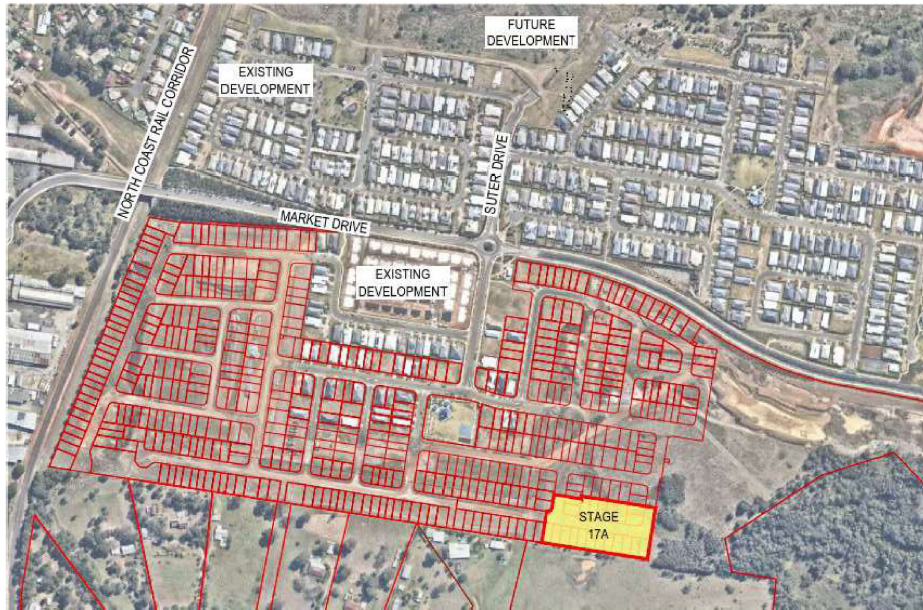 FUTURE
DEVELOPMENT
EXISTING
DEVELOPMENT
NORTH COAST RAIL CORRIDOR
SUTER DRIVE
MARKET DRIVE
EXISTING
DEVELOPMENT
STAGE
17A